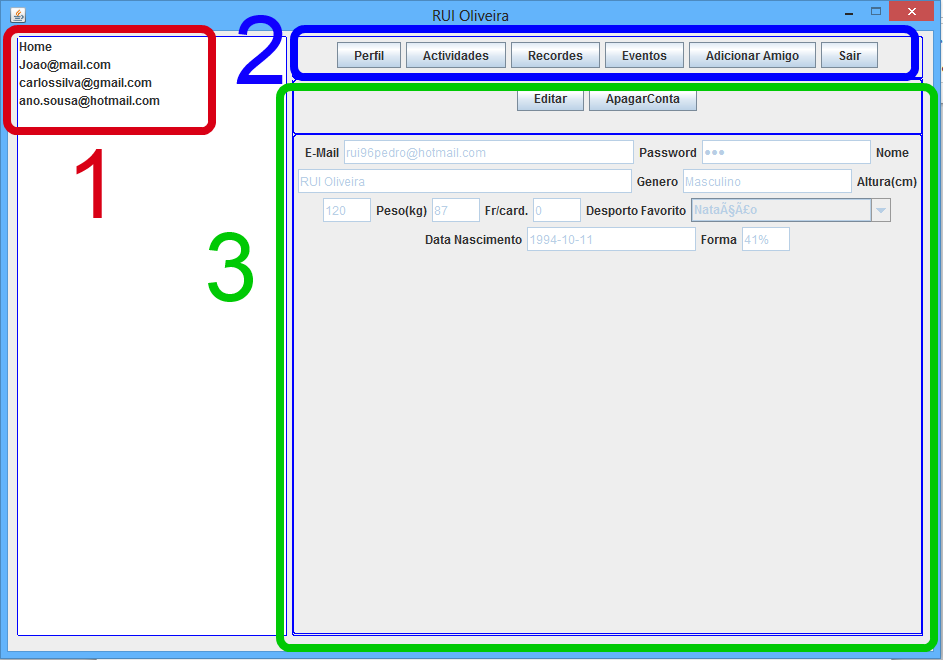 RUI Oliveira
Home
Joao@mail.com
carlossilva@gmail.com
ano.sousa@hotmail.com
1
2
Perfil Actividades Recordes Eventos Adicionar Amigo Sair
3
Editar ApagarConta
E-Mail rui96pedro@hotmail.com Password ●●● Nome
RUI Oliveira Genero Masculino Altura(cm)
120 Peso(kg) 87 Fr/card. 0 Desporto Favorito NataÃ§Ã£o
Data Nascimento 1994-10-11 Forma 41%